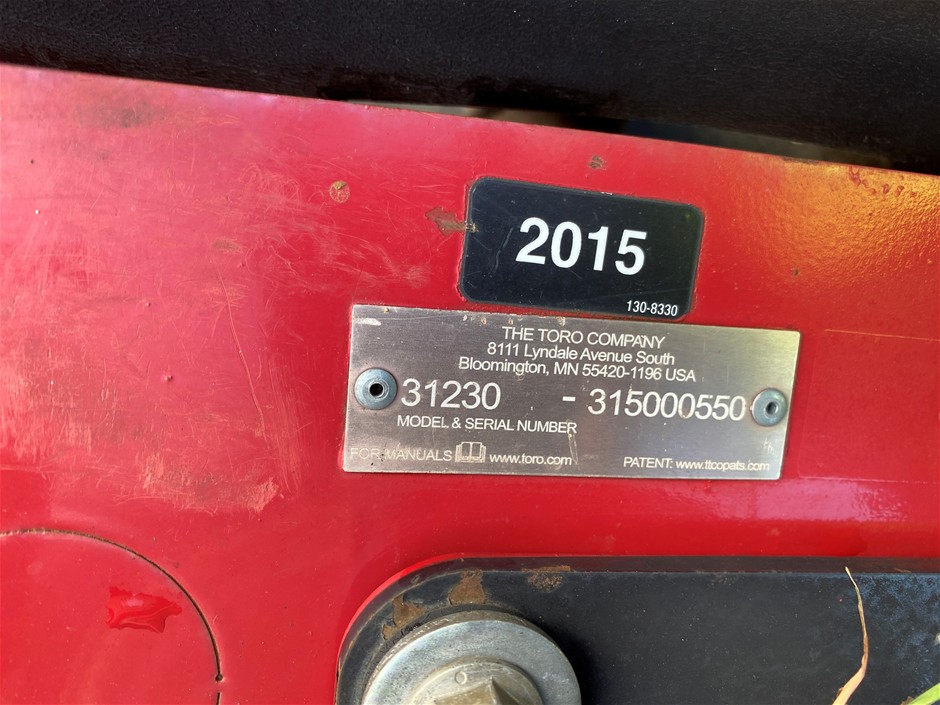 2015
130-8330
THE TORO COMPANY
8111 Lyndale Avenue South
Bloomington, MN 55420-1196 USA
31230 - 315000550
MODEL & SERIAL NUMBER
FOR MANUALS www.toro.com
PATENT: www.ttcopats.com